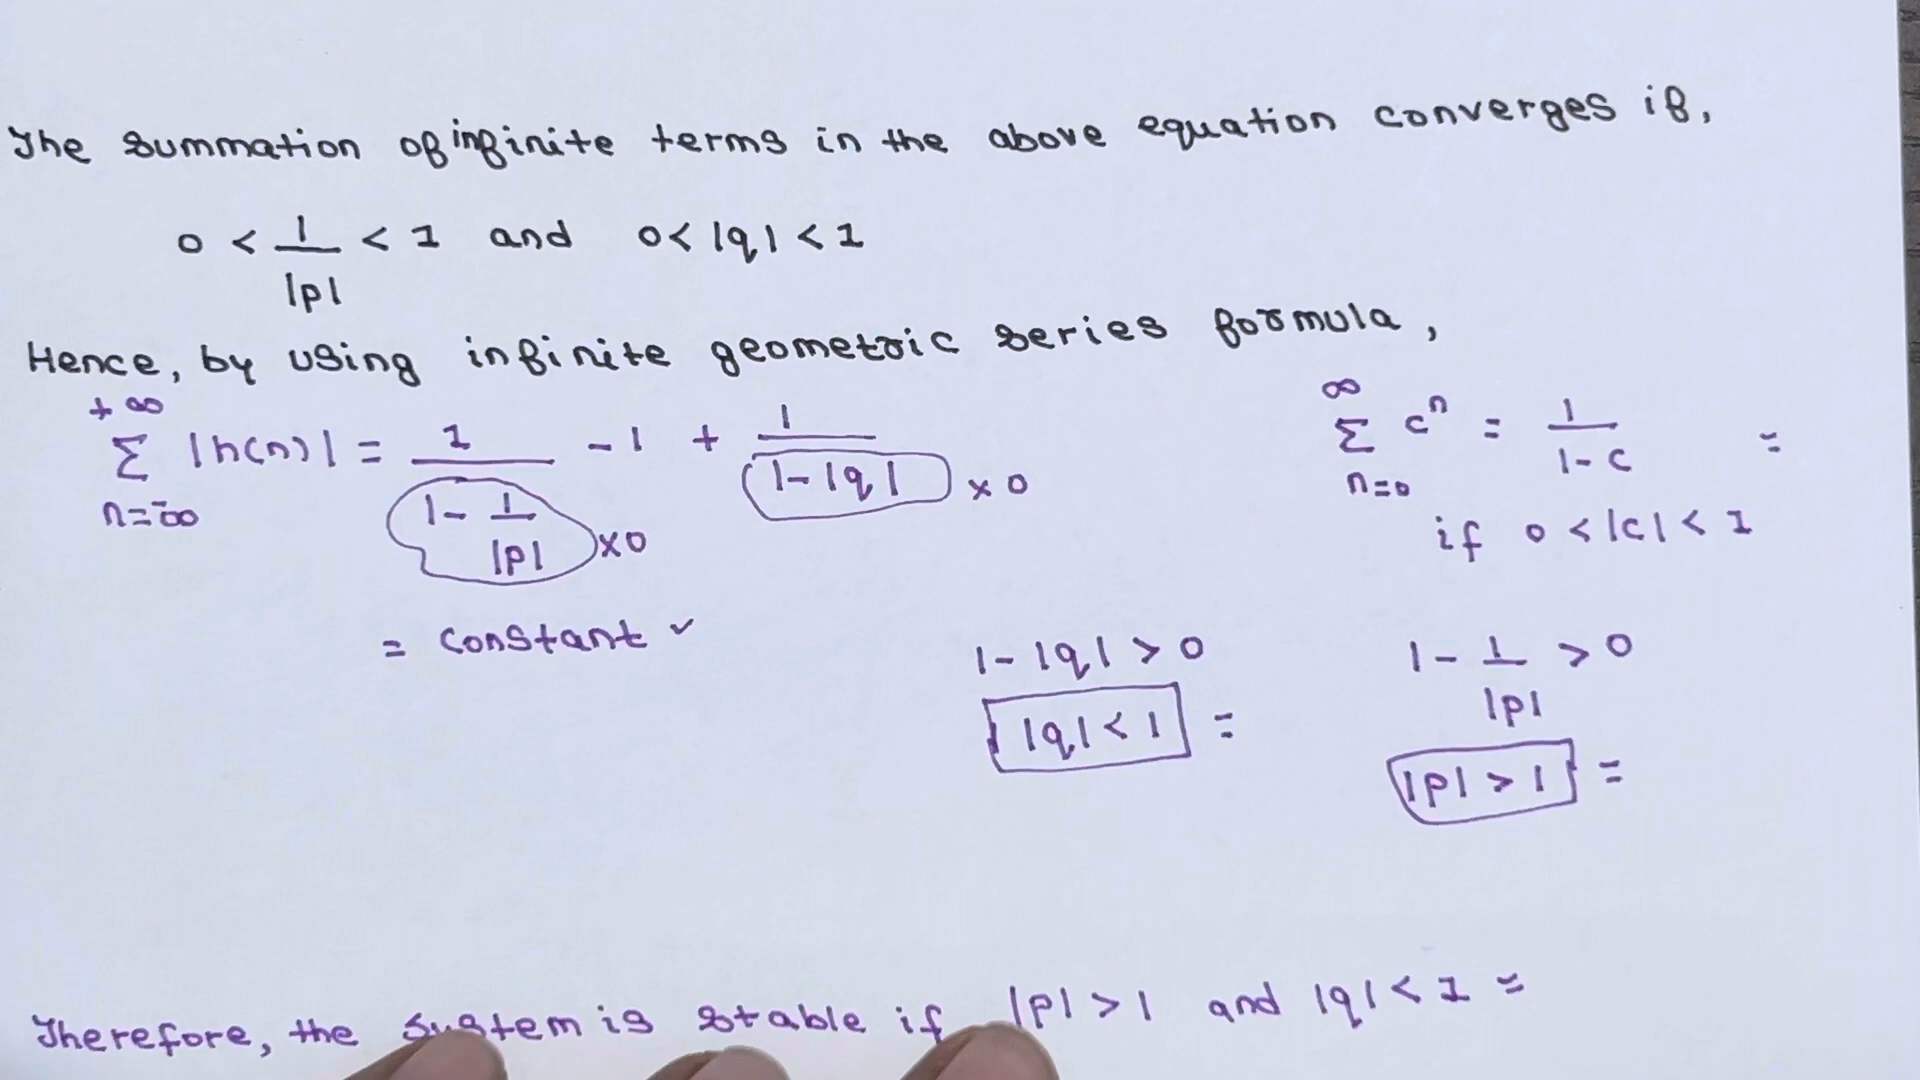 The summation of infinite terms in the above equation converges if,
0 < 1/|p| < 1 and 0 < |q| < 1
Hence, by using infinite geometric series formula,
+∞ Σ n=-∞ |h(n)| = 1/(1 - 1/|p|) ×0 - 1 + 1/(1-|q|) ×0
∞ Σ n=0 c^n = 1/(1-c) =
if 0 < |c| < 1
= constant ✓
1-|q| > 0
|q| < 1 =
1 - 1/|p| > 0
|p| > 1 =
Therefore, the system is stable if |p| > 1 and |q| < 1 =